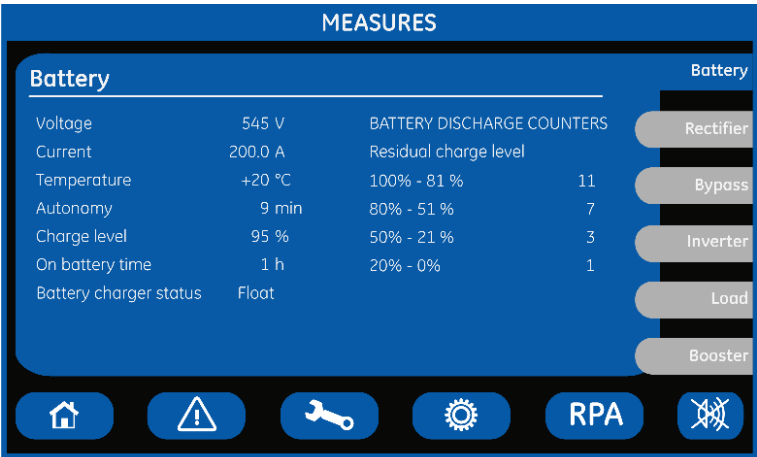 MEASURES
Battery
Voltage 545 V
Current 200.0 A
Temperature +20 °C
Autonomy 9 min
Charge level 95 %
On battery time 1 h
Battery charger status Float
BATTERY DISCHARGE COUNTERS
Residual charge level
100% - 81 % 11
80% - 51 % 7
50% - 21 % 3
20% - 0% 1
Battery
Rectifier
Bypass
Inverter
Load
Booster
RPA